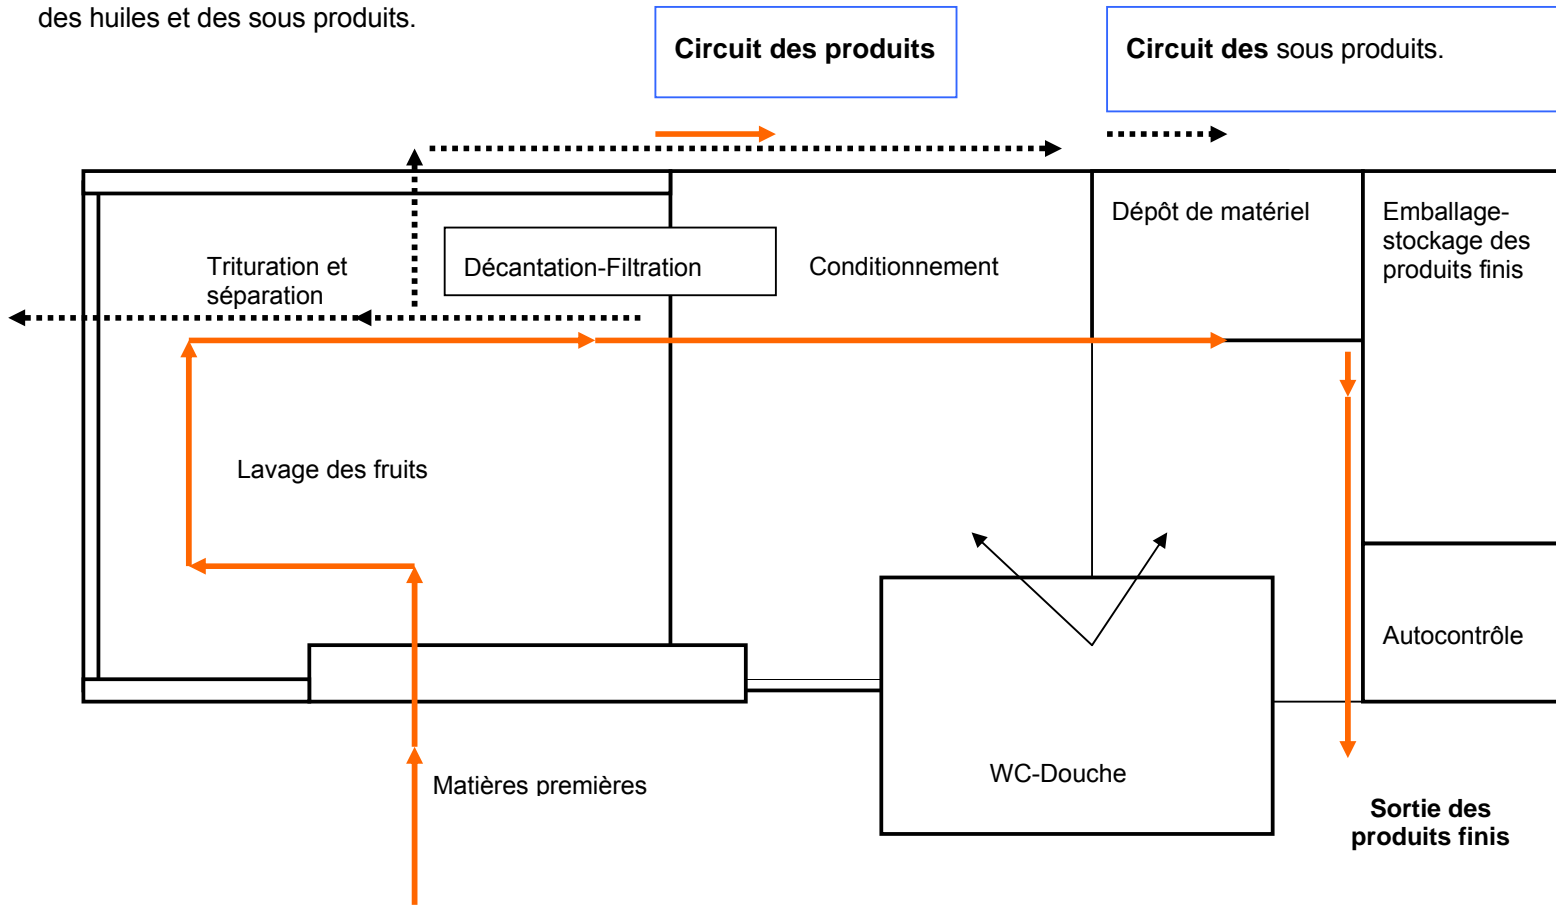 des huiles et des sous produits.
Circuit des produits
Circuit des sous produits.
Dépôt de matériel
Emballage-
stockage des
produits finis
Trituration et
séparation
Décantation-Filtration
Conditionnement
Lavage des fruits
Autocontrôle
Matières premières
WC-Douche
Sortie des
produits finis